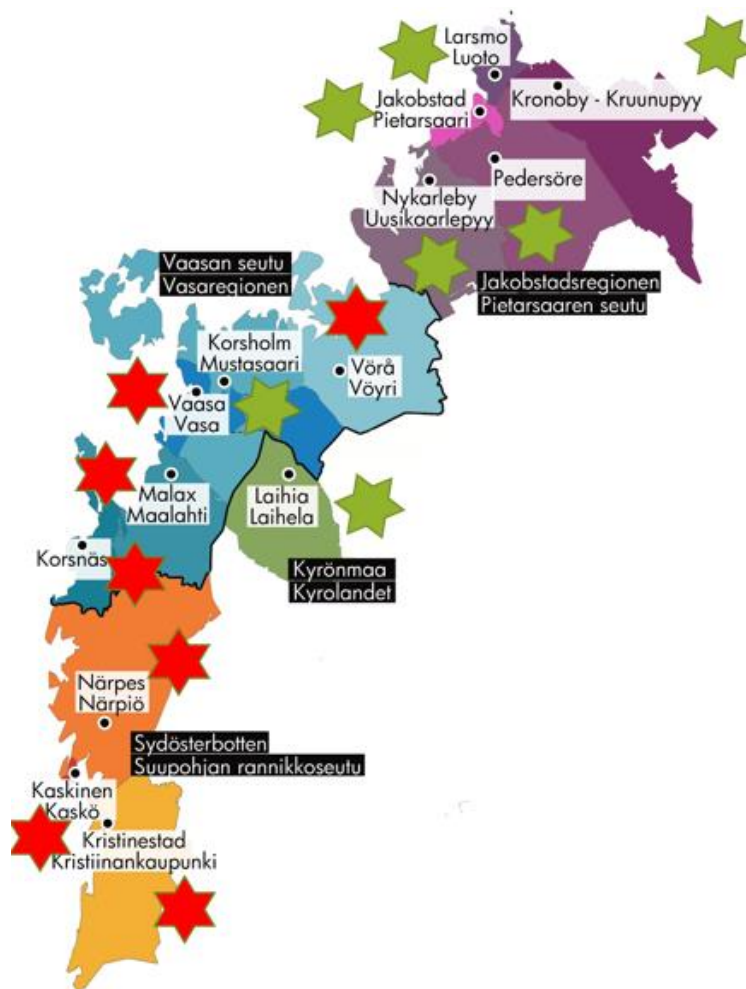 Larsmo
Luoto
Jakobstad
Pietarsaari
Kronoby - Kruunupyy
Pedersöre
Nykarleby
Uusikaarlepyy
Jakobstadsregionen
Pietarsaaren seutu
Vaasan seutu
Vasaregionen
Korsholm
Mustasaari
Vörå
Vöyri
Vaasa
Vasa
Malax
Maalahti
Laihia
Laihela
Korsnäs
Kyrönmaa
Kyrolandet
Närpes
Närpiö
Sydösterbotten
Suupohjan rannikkoseutu
Kaskinen
Kaskö
Kristinestad
Kristiinankaupunki